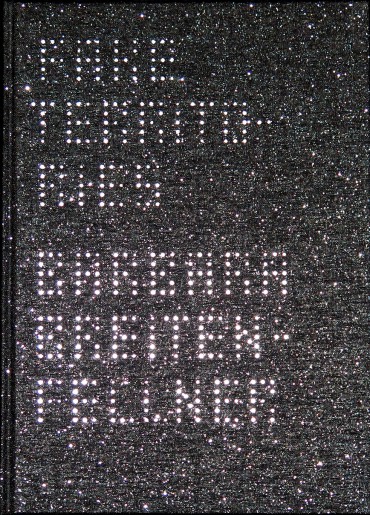 FAKE
TERRITO-
RIES
BARBARA
BREITEN-
FELLNER